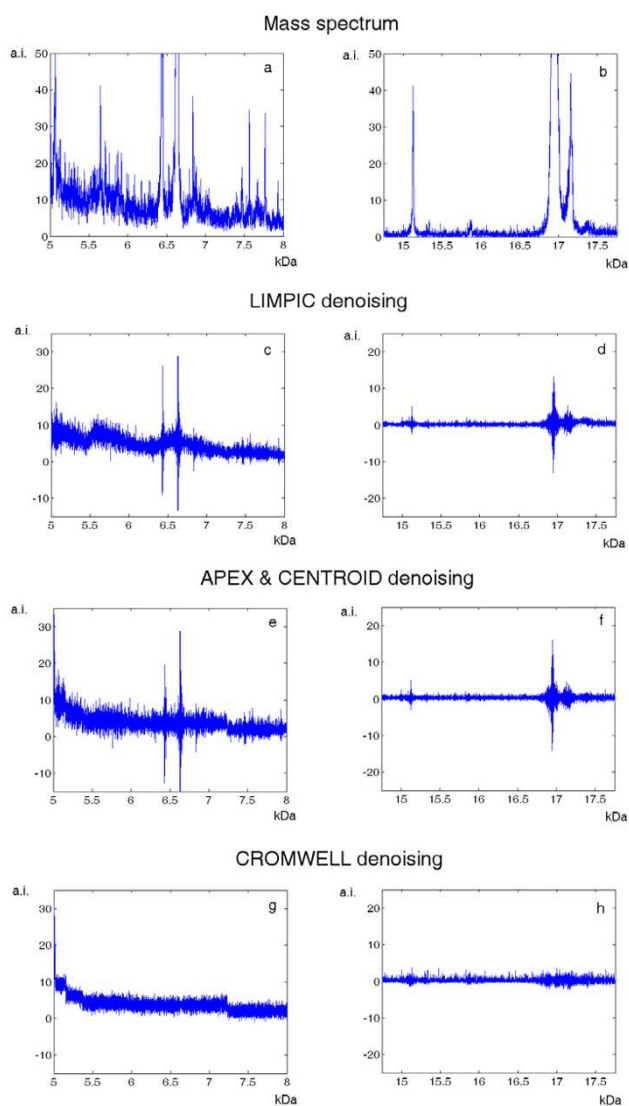 Mass spectrum
a.i. a.i.
50 50
40 40
30 30
20 20
10 10
0 0
a b
5 5.5 6 6.5 7 7.5 8 15 15.5 16 16.5 17 17.5
kDa kDa
LIMPIC denoising
a.i. a.i.
30 20
20 10
10 0
0 -10
-10 -20
c d
5 5.5 6 6.5 7 7.5 8 15 15.5 16 16.5 17 17.5
kDa kDa
APEX & CENTROID denoising
a.i. a.i.
30 20
20 10
10 0
0 -10
-10 -20
e f
5 5.5 6 6.5 7 7.5 8 15 15.5 16 16.5 17 17.5
kDa kDa
CROMWELL denoising
a.i. a.i.
30 20
20 10
10 0
0 -10
-10 -20
g h
5 5.5 6 6.5 7 7.5 8 15 15.5 16 16.5 17 17.5
kDa kDa